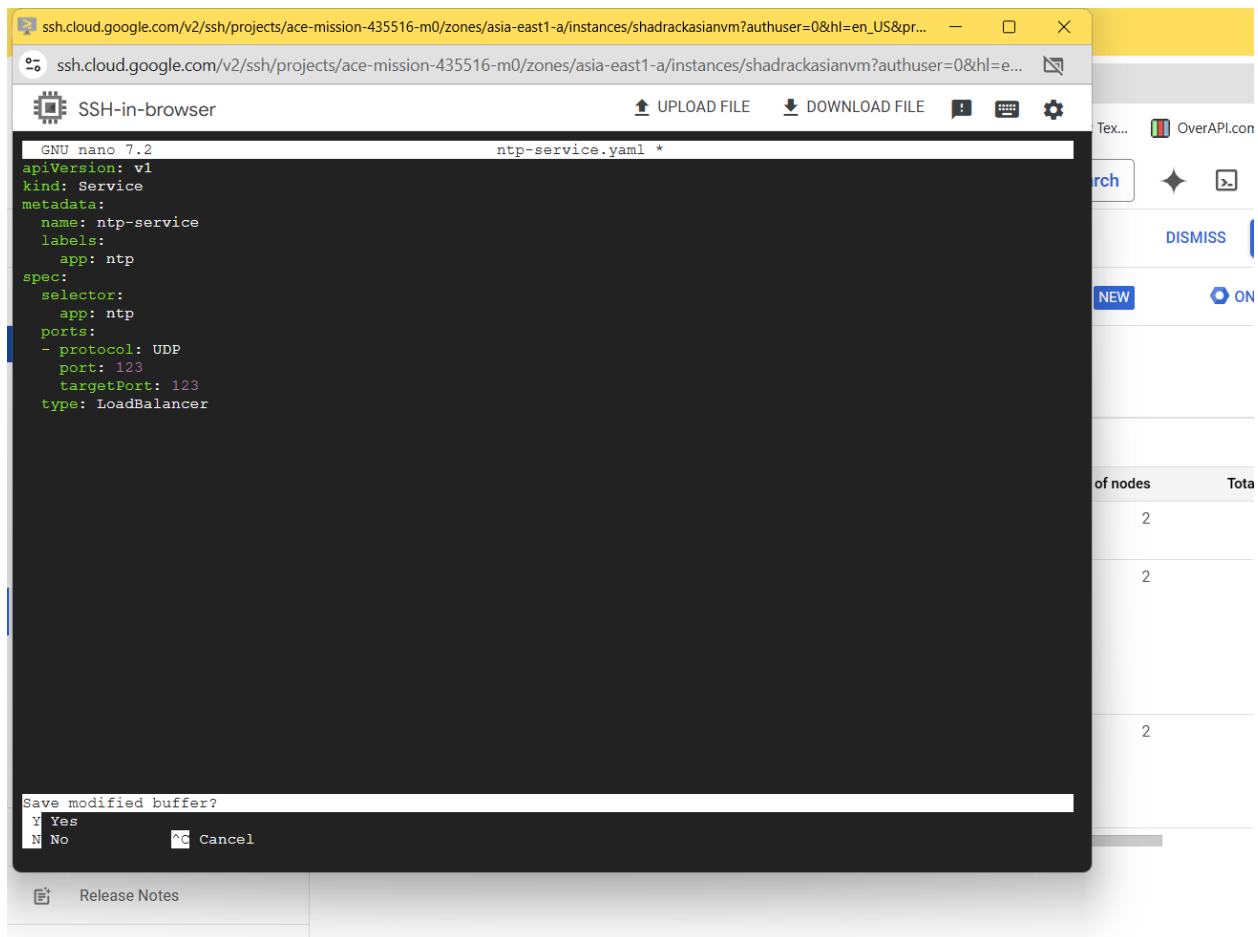 ssh.cloud.google.com/v2/ssh/projects/ace-mission-435516-m0/zones/asia-east1-a/instances/shadrackasianvm?authuser=0&hl=en_US&pr...
ssh.cloud.google.com/v2/ssh/projects/ace-mission-435516-m0/zones/asia-east1-a/instances/shadrackasianvm?authuser=0&hl=e...
SSH-in-browser
UPLOAD FILE
DOWNLOAD FILE
Tex...
OverAPI.com
rch
DISMISS
NEW
ON
of nodes
Tota
2
2
2
GNU nano 7.2 ntp-service.yaml *
apiVersion: v1
kind: Service
metadata:
  name: ntp-service
  labels:
    app: ntp
spec:
  selector:
    app: ntp
  ports:
  - protocol: UDP
    port: 123
    targetPort: 123
  type: LoadBalancer
Save modified buffer?
Y Yes
N No ^C Cancel
Release Notes